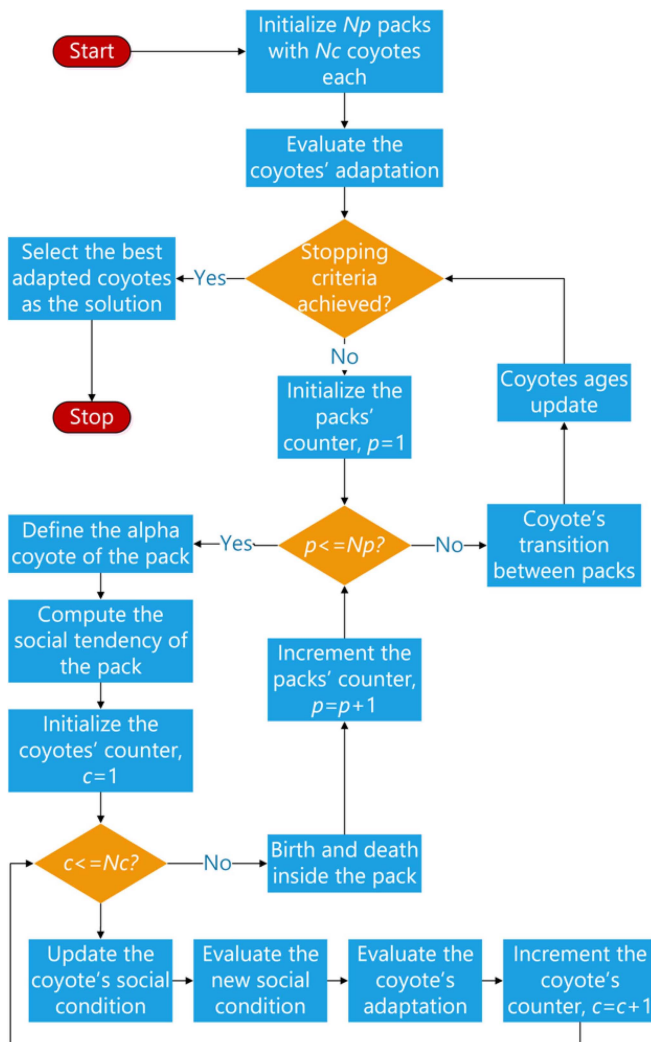 Start
Initialize Np packs
with Nc coyotes
each
Evaluate the
coyotes' adaptation
Stopping
criteria
achieved?
Yes
Select the best
adapted coyotes
as the solution
Stop
No
Initialize the
packs'
counter, p=1
Coyotes ages
update
p<=Np?
Yes
No
Define the alpha
coyote of the pack
Coyote's
transition
between packs
Compute the
social tendency of
the pack
Increment the
packs' counter,
p=p+1
Initialize the
coyotes' counter,
c=1
c<=Nc?
No
Birth and death
inside the pack
Update the
coyote's social
condition
Evaluate the
new social
condition
Evaluate the
coyote's
adaptation
Increment the
coyote's
counter, c=c+1